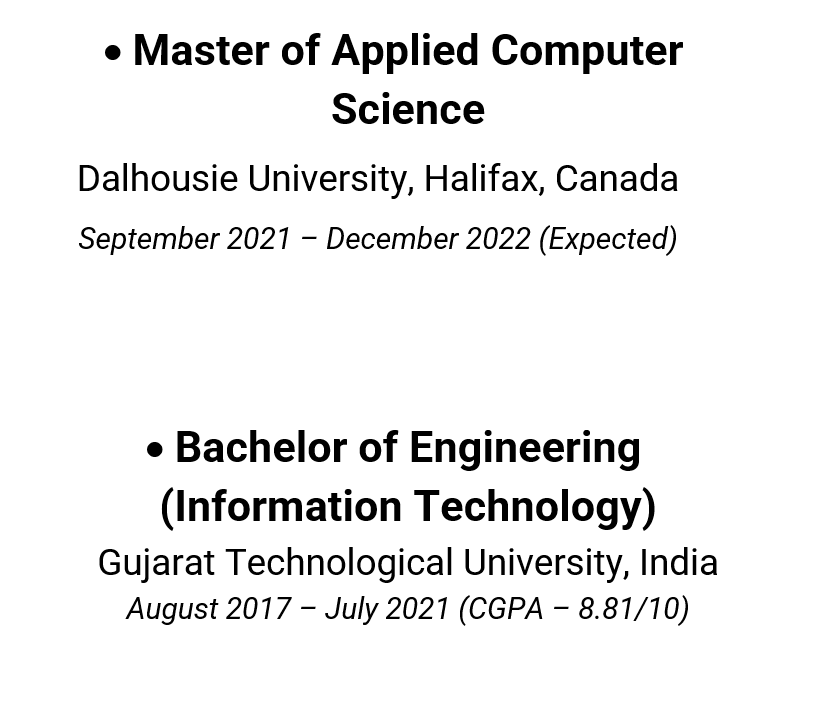 • Master of Applied Computer
Science
Dalhousie University, Halifax, Canada
September 2021 – December 2022 (Expected)
• Bachelor of Engineering
(Information Technology)
Gujarat Technological University, India
August 2017 – July 2021 (CGPA – 8.81/10)